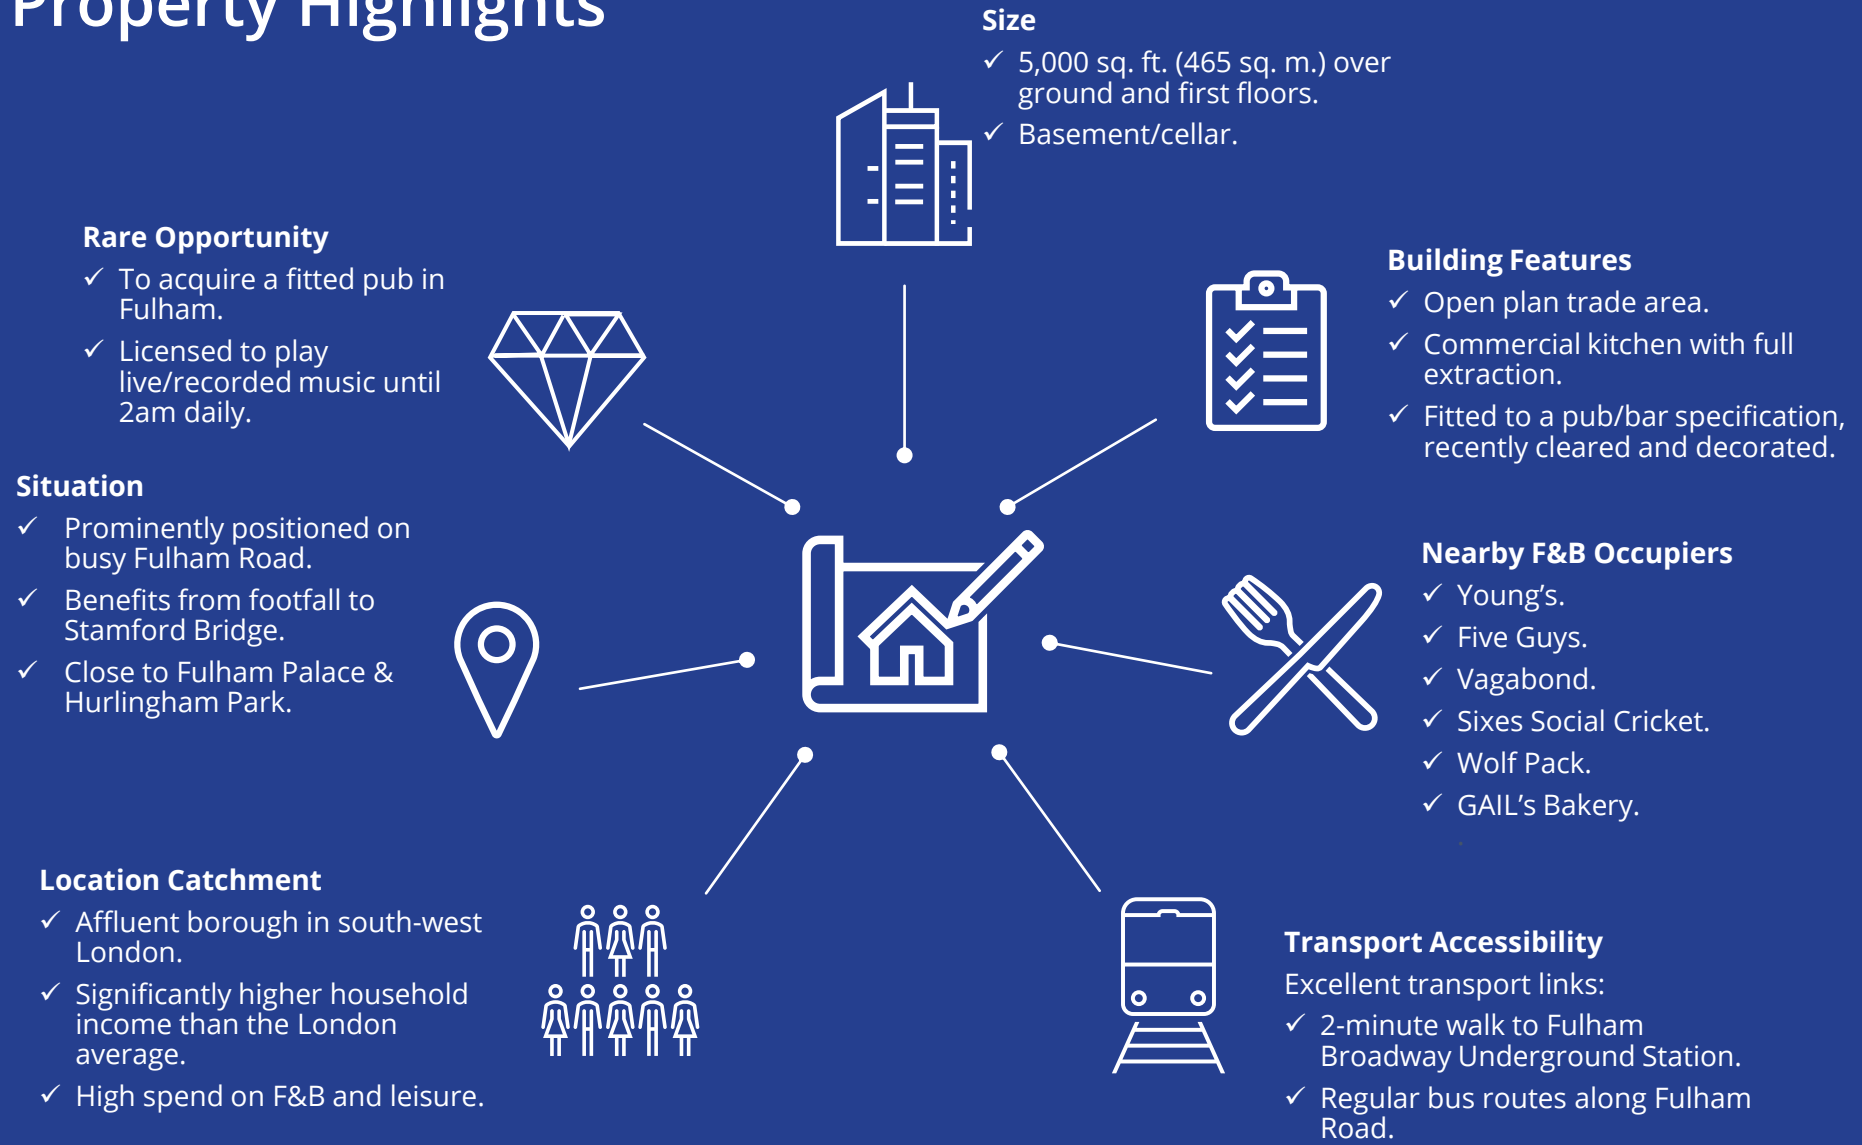 Property Highlights
Size
✓ 5,000 sq. ft. (465 sq. m.) over
ground and first floors.
✓ Basement/cellar.
Rare Opportunity
✓ To acquire a fitted pub in
Fulham.
✓ Licensed to play
live/recorded music until
2am daily.
Building Features
✓ Open plan trade area.
✓ Commercial kitchen with full
extraction.
✓ Fitted to a pub/bar specification,
recently cleared and decorated.
Situation
✓ Prominently positioned on
busy Fulham Road.
✓ Benefits from footfall to
Stamford Bridge.
✓ Close to Fulham Palace &
Hurlingham Park.
Nearby F&B Occupiers
✓ Young’s.
✓ Five Guys.
✓ Vagabond.
✓ Sixes Social Cricket.
✓ Wolf Pack.
✓ GAIL’s Bakery.
.
Location Catchment
✓ Affluent borough in south-west
London.
✓ Significantly higher household
income than the London
average.
✓ High spend on F&B and leisure.
Transport Accessibility
Excellent transport links:
✓ 2-minute walk to Fulham
Broadway Underground Station.
✓ Regular bus routes along Fulham
Road.